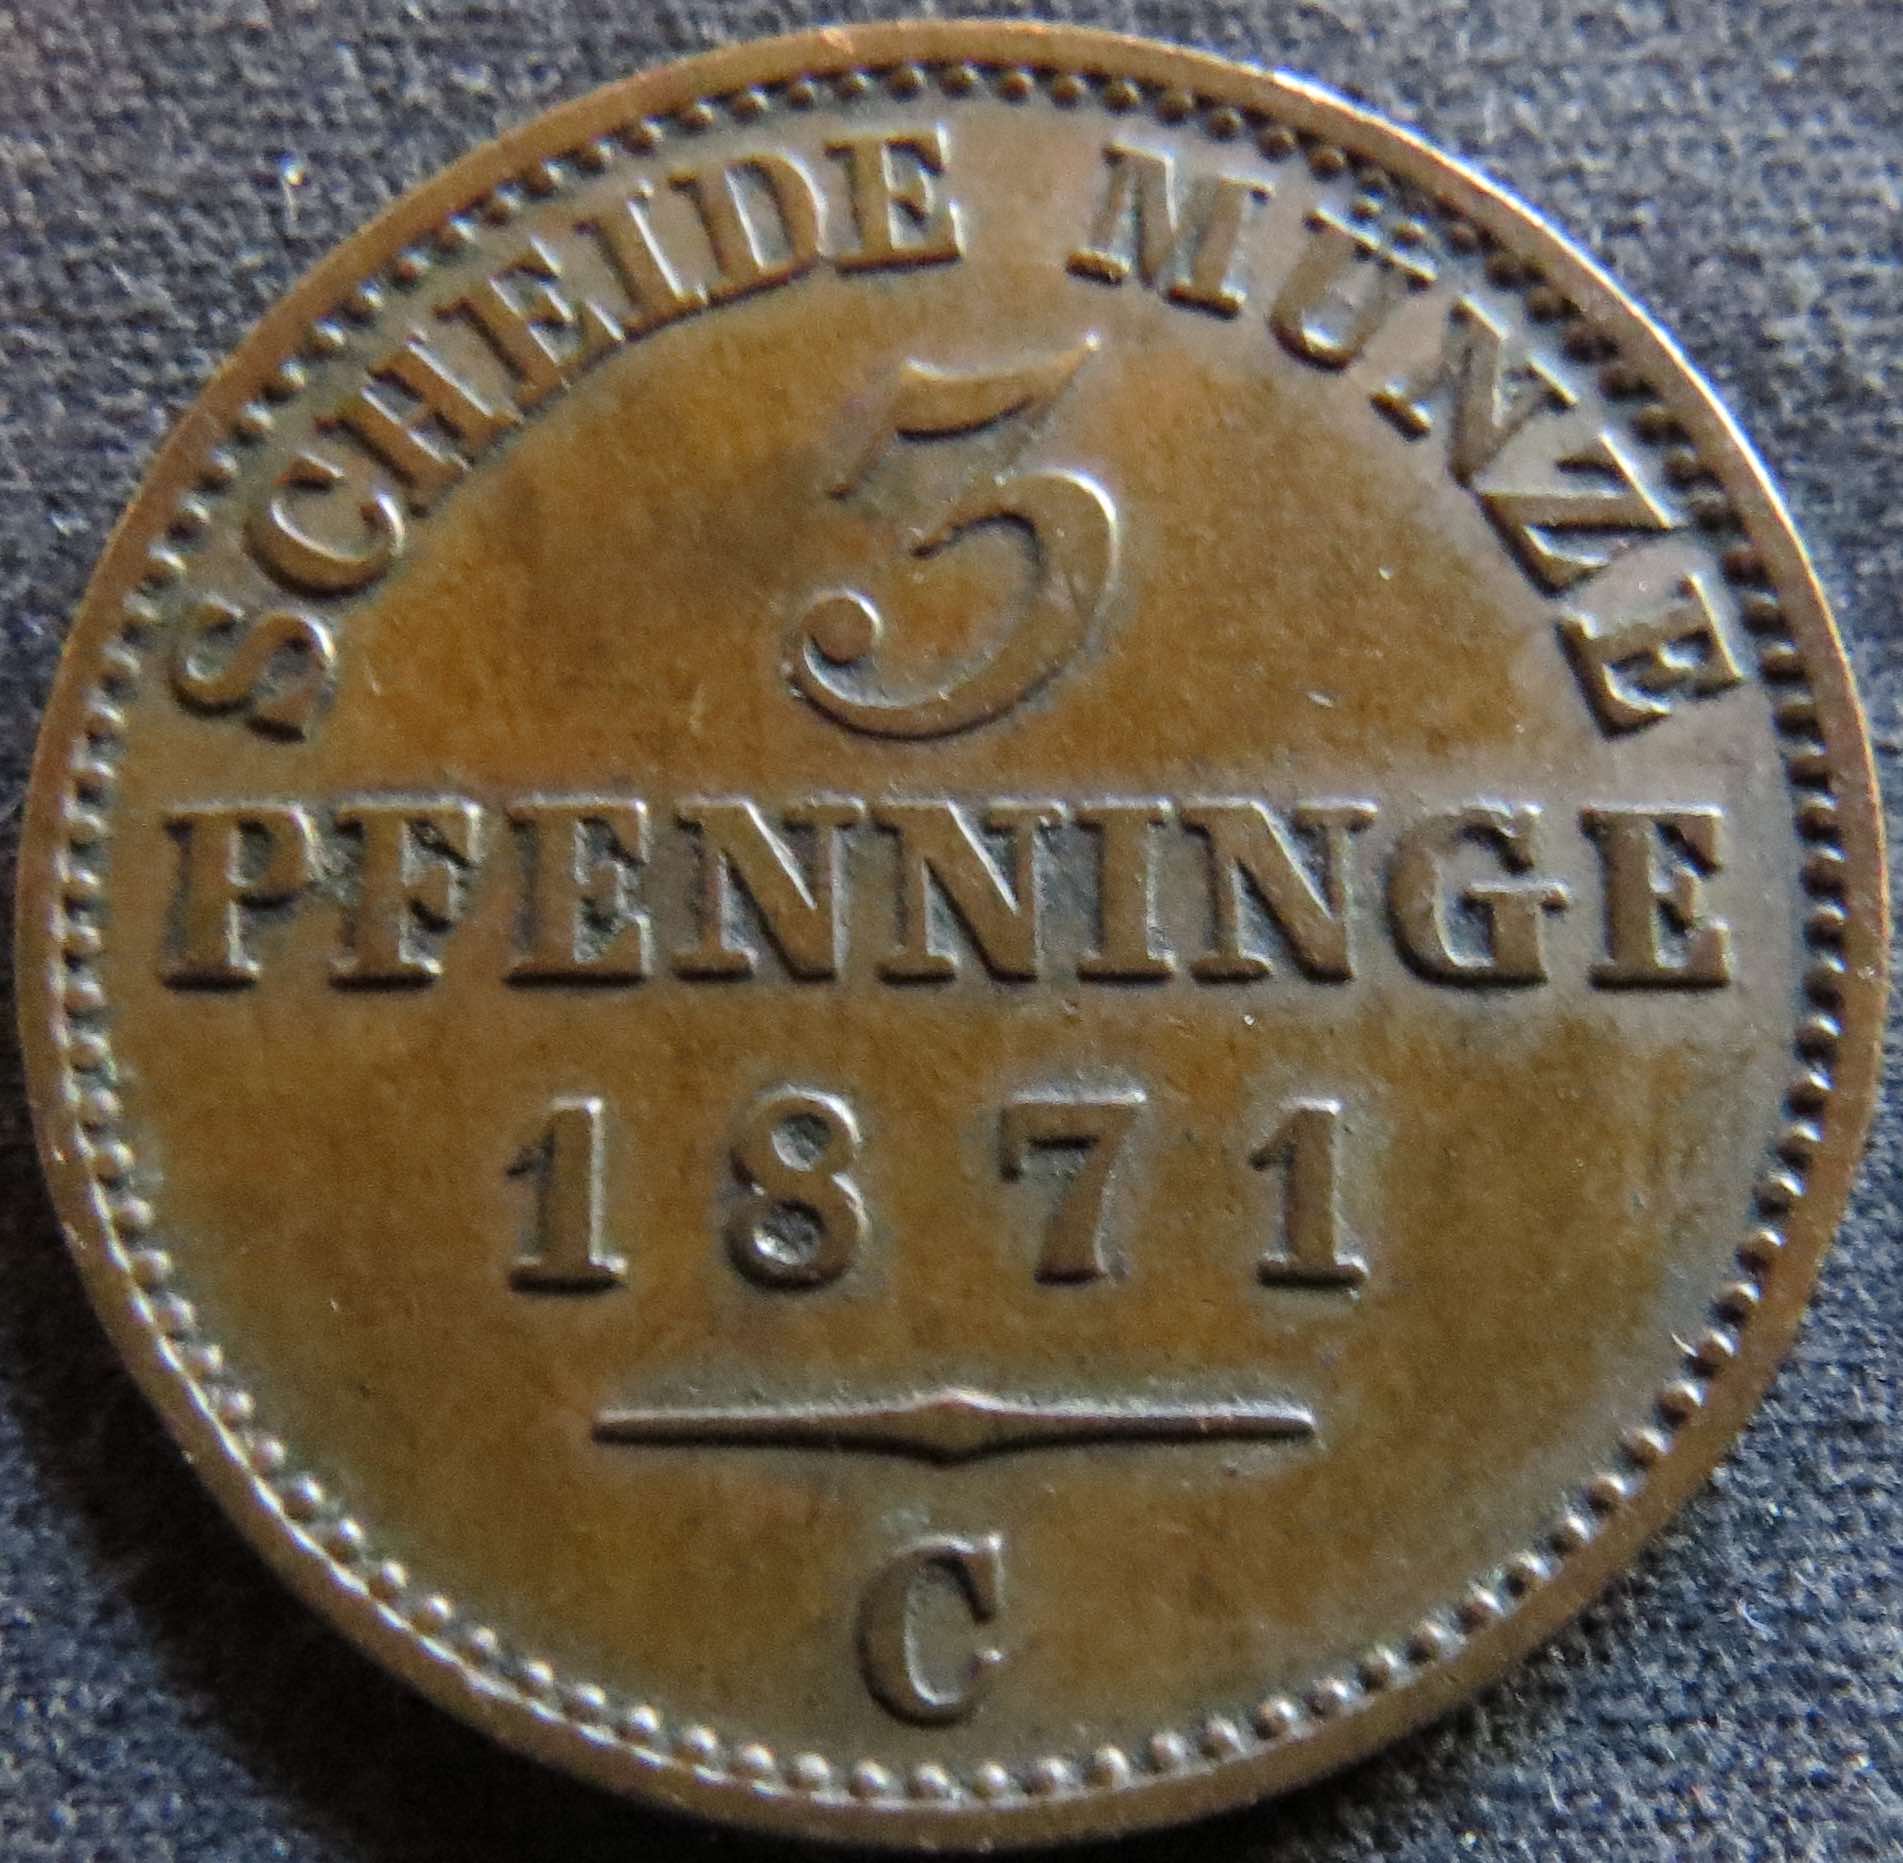 SCHEIDE MÜNZE
3
PFENNINGE
1871
C